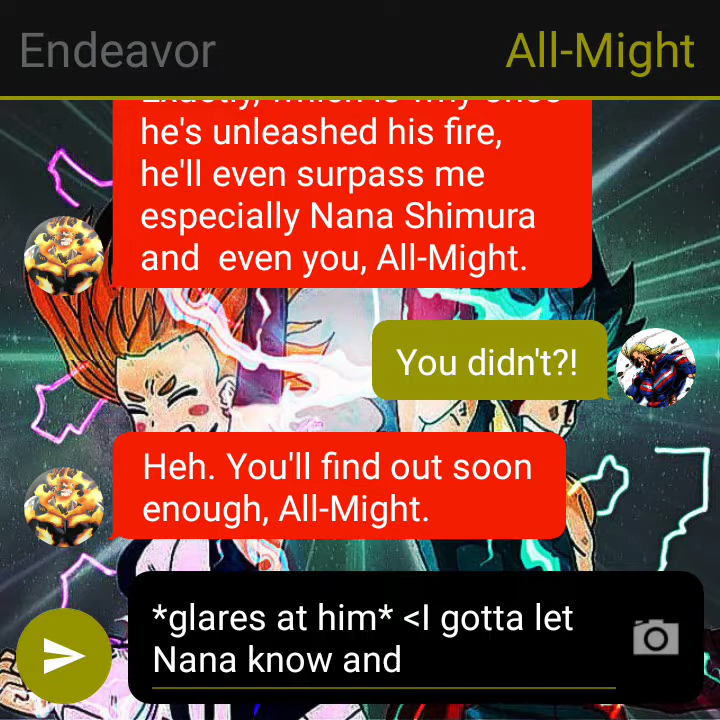 Endeavor
All-Might
he's unleashed his fire,
he'll even surpass me
especially Nana Shimura
and even you, All-Might.
You didn't?!
Heh. You'll find out soon
enough, All-Might.
*glares at him* <I gotta let
Nana know and